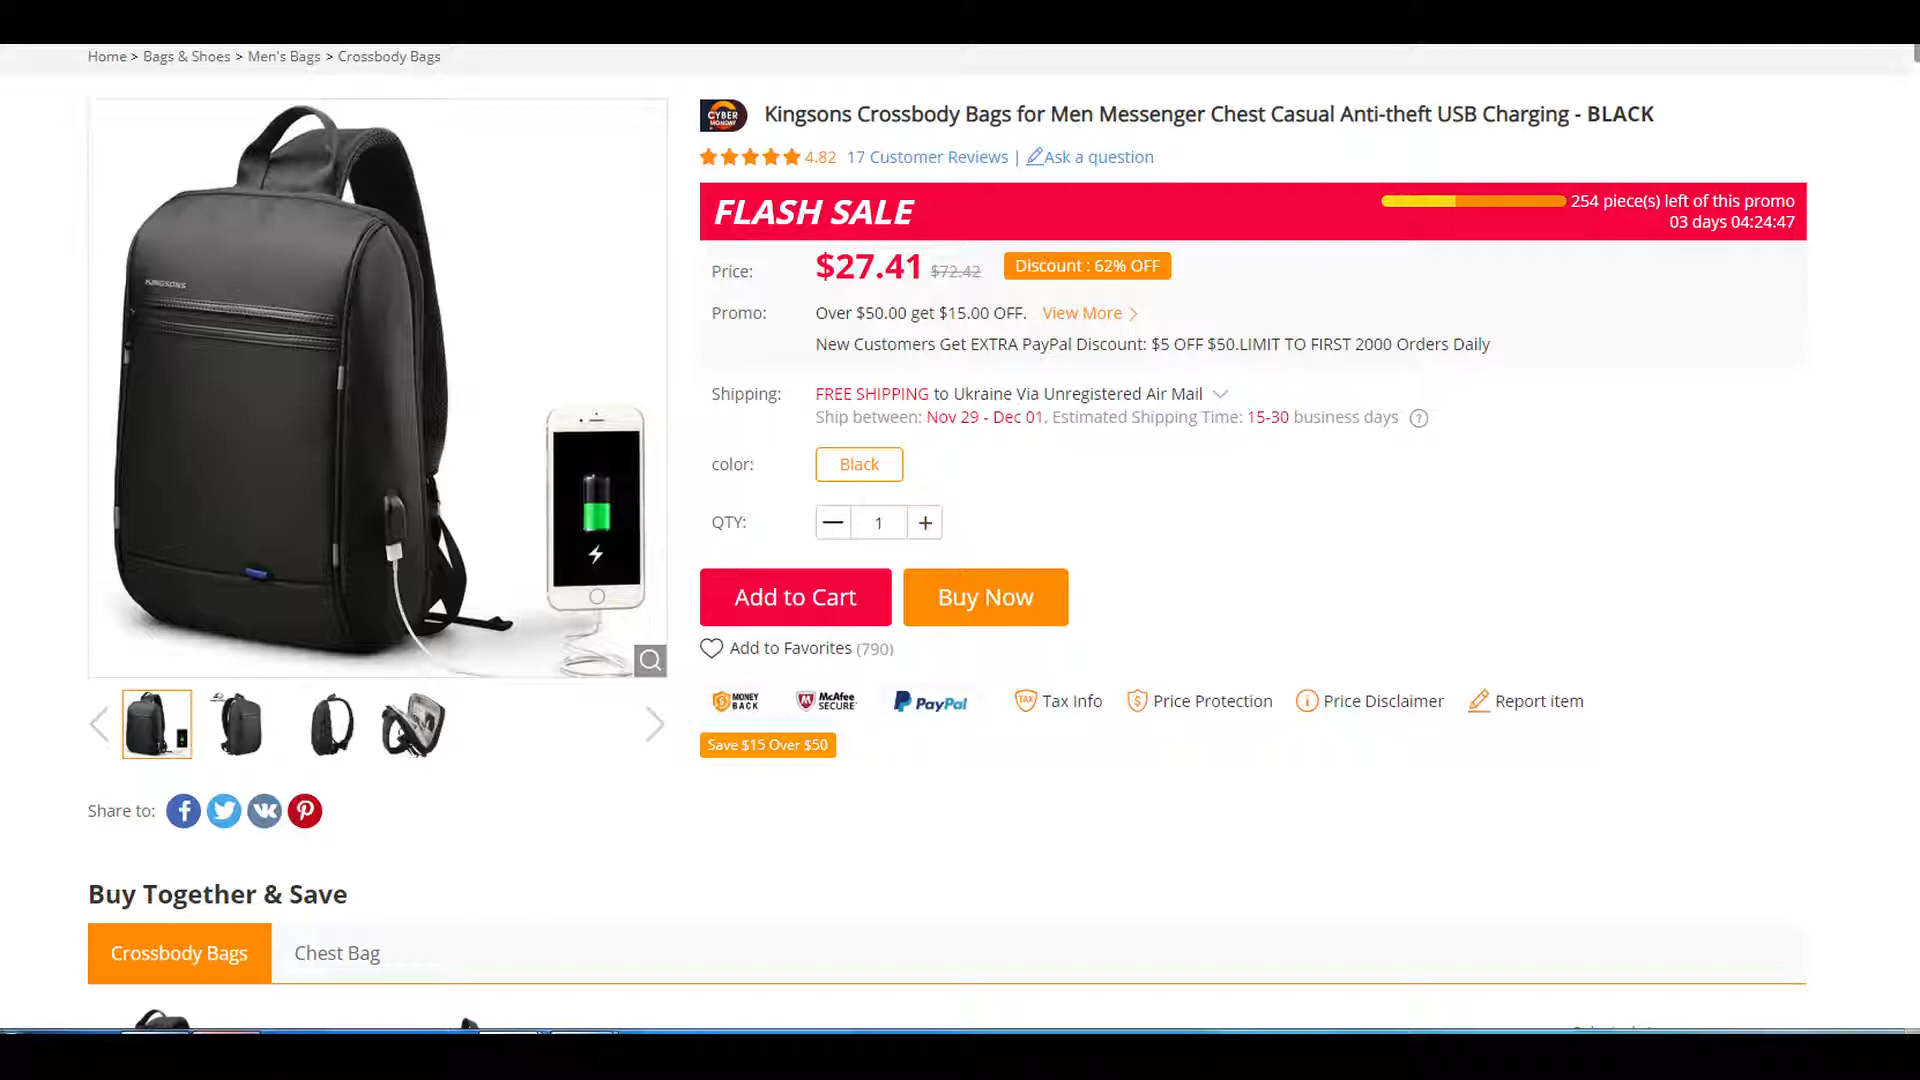 Home > Bags & Shoes > Men's Bags > Crossbody Bags
CYBER MONDAY
Kingsons Crossbody Bags for Men Messenger Chest Casual Anti-theft USB Charging - BLACK
4.82 17 Customer Reviews | Ask a question
FLASH SALE
254 piece(s) left of this promo
03 days 04:24:47
Price: $27.41 $72.42 Discount : 62% OFF
Promo: Over $50.00 get $15.00 OFF. View More >
New Customers Get EXTRA PayPal Discount: $5 OFF $50.LIMIT TO FIRST 2000 Orders Daily
KINGSONS
Shipping: FREE SHIPPING to Ukraine Via Unregistered Air Mail
Ship between: Nov 29 - Dec 01, Estimated Shipping Time: 15-30 business days ?
color: Black
QTY: — 1 +
Add to Cart Buy Now
Add to Favorites (790)
MONEY BACK McAfee SECURE PayPal TAX Tax Info $ Price Protection Price Disclaimer Report item
Save $15 Over $50
Share to:
Buy Together & Save
Crossbody Bags Chest Bag